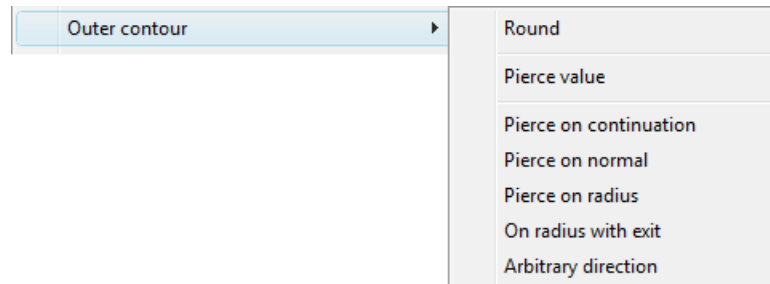 Outer contour
Round
Pierce value
Pierce on continuation
Pierce on normal
Pierce on radius
On radius with exit
Arbitrary direction